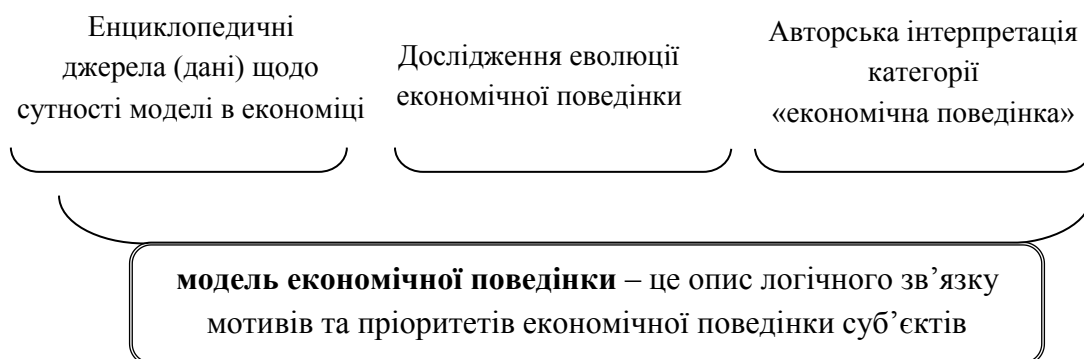 Енциклопедичні
джерела (дані) щодо
сутності моделі в економіці
Дослідження еволюції
економічної поведінки
Авторська інтерпретація
категорії
«економічна поведінка»
модель економічної поведінки – це опис логічного зв’язку
мотивів та пріоритетів економічної поведінки суб’єктів